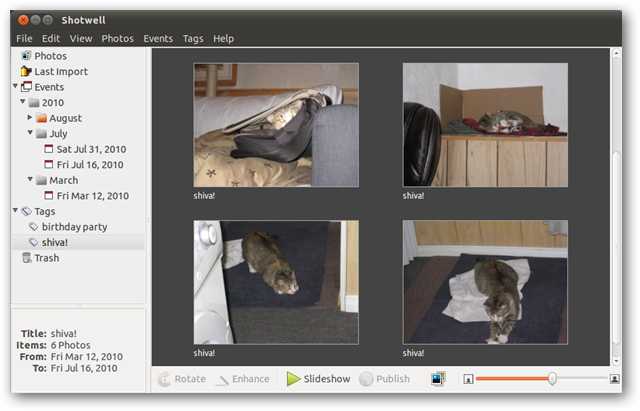 Shotwell
File Edit View Photos Events Tags Help
Photos
Last Import
Events
2010
August
July
Sat Jul 31, 2010
Fri Jul 16, 2010
March
Fri Mar 12, 2010
Tags
birthday party
shiva!
Trash
Title: shiva!
Items: 6 Photos
From: Fri Mar 12, 2010
To: Fri Jul 16, 2010
shiva! shiva!
shiva! shiva!
Rotate Enhance Slideshow Publish